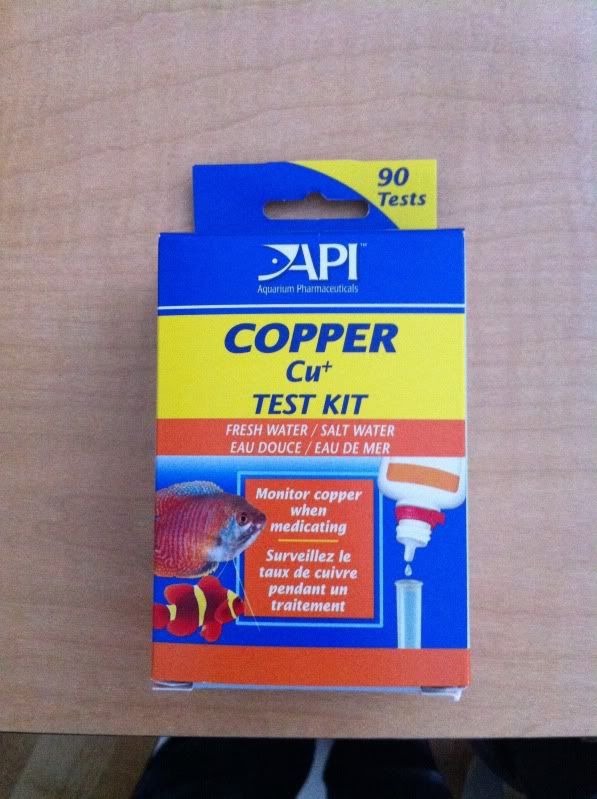 90
Tests
API™
Aquarium Pharmaceuticals
COPPER
Cu⁺
TEST KIT
FRESH WATER / SALT WATER
EAU DOUCE / EAU DE MER
Monitor copper
when
medicating
Surveillez le
taux de cuivre
pendant un
traitement